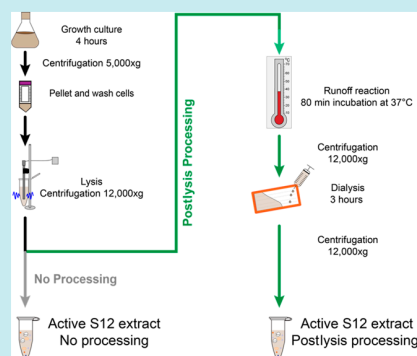 Growth culture
4 hours
Centrifugation 5,000xg
Pellet and wash cells
Lysis
Centrifugation 12,000xg
No Processing
Active S12 extract
No processing
Postlysis Processing
Runoff reaction
80 min incubation at 37°C
Centrifugation
12,000xg
Dialysis
3 hours
Centrifugation
12,000xg
Active S12 extract
Postlysis processing